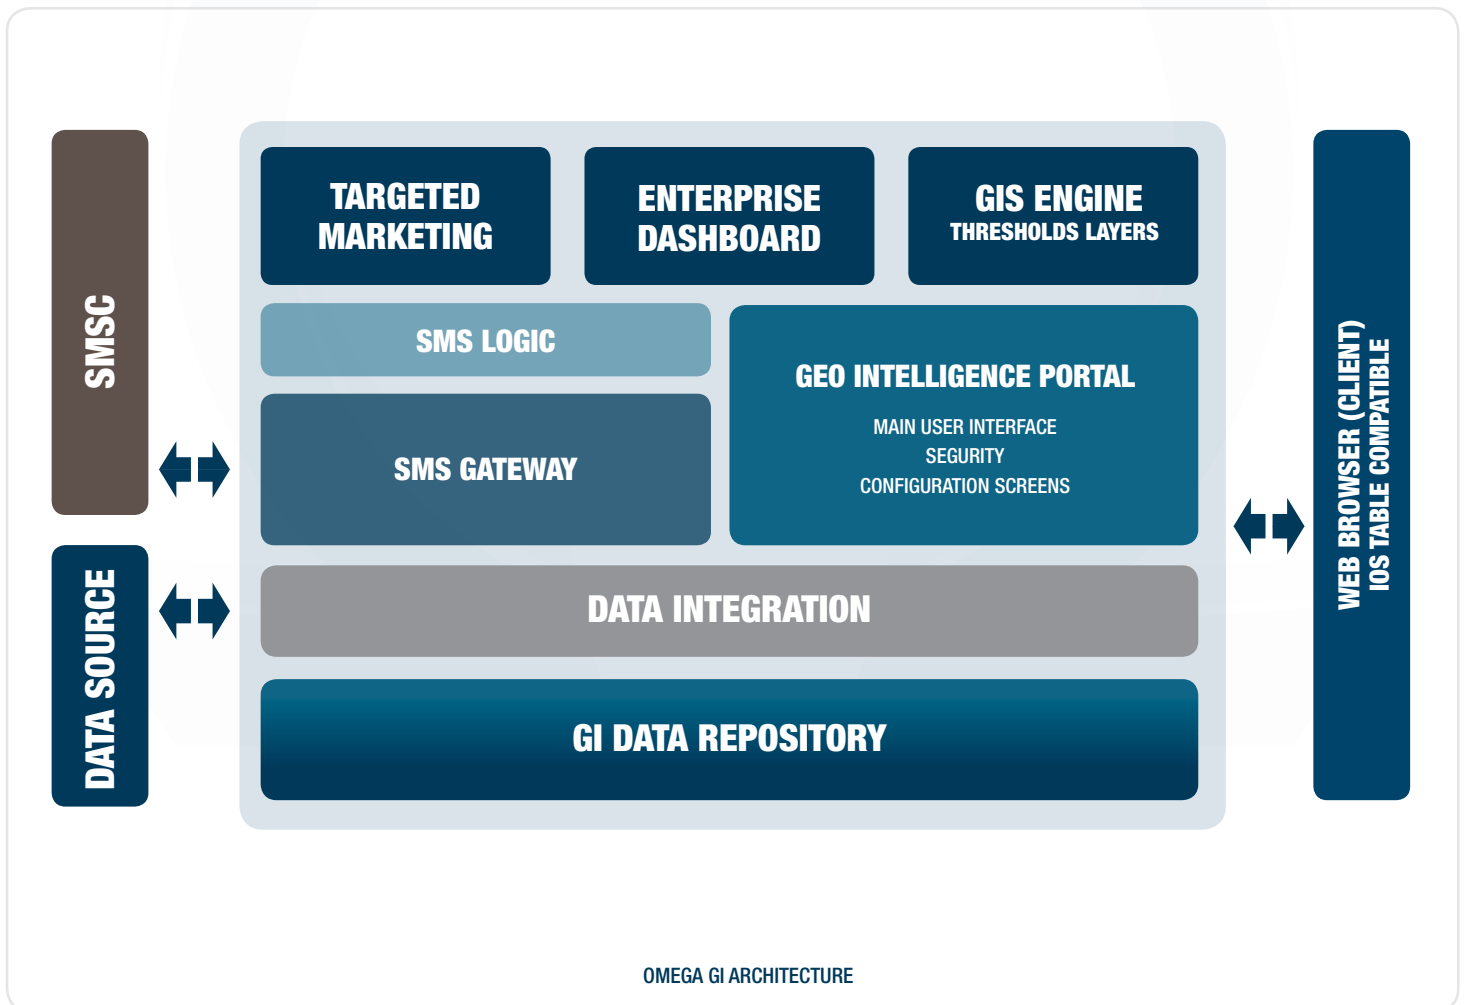 TARGETED
MARKETING
ENTERPRISE
DASHBOARD
GIS ENGINE
THRESHOLDS LAYERS
SMSC
SMS LOGIC
SMS GATEWAY
GEO INTELLIGENCE PORTAL
MAIN USER INTERFACE
SEGURITY
CONFIGURATION SCREENS
WEB BROWSER (CLIENT)
IOS TABLE COMPATIBLE
DATA SOURCE
DATA INTEGRATION
GI DATA REPOSITORY
OMEGA GI ARCHITECTURE